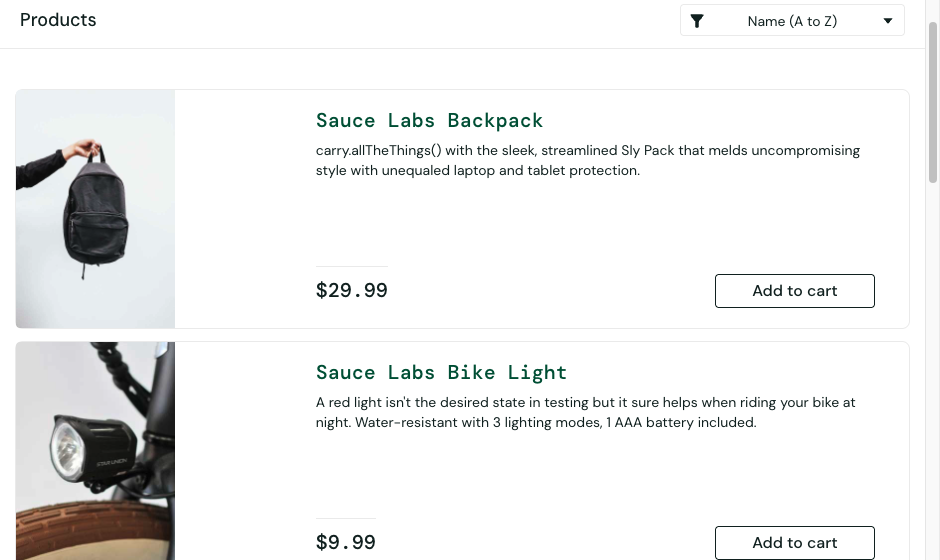 Products
Name (A to Z)
Sauce Labs Backpack
carry.allTheThings() with the sleek, streamlined Sly Pack that melds uncompromising
style with unequaled laptop and tablet protection.
$29.99
Add to cart
Sauce Labs Bike Light
A red light isn't the desired state in testing but it sure helps when riding your bike at
night. Water-resistant with 3 lighting modes, 1 AAA battery included.
$9.99
Add to cart